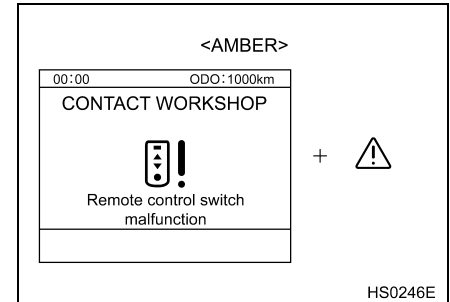 <AMBER>
00:00 ODO:1000km
CONTACT WORKSHOP
Remote control switch
malfunction
+
HS0246E